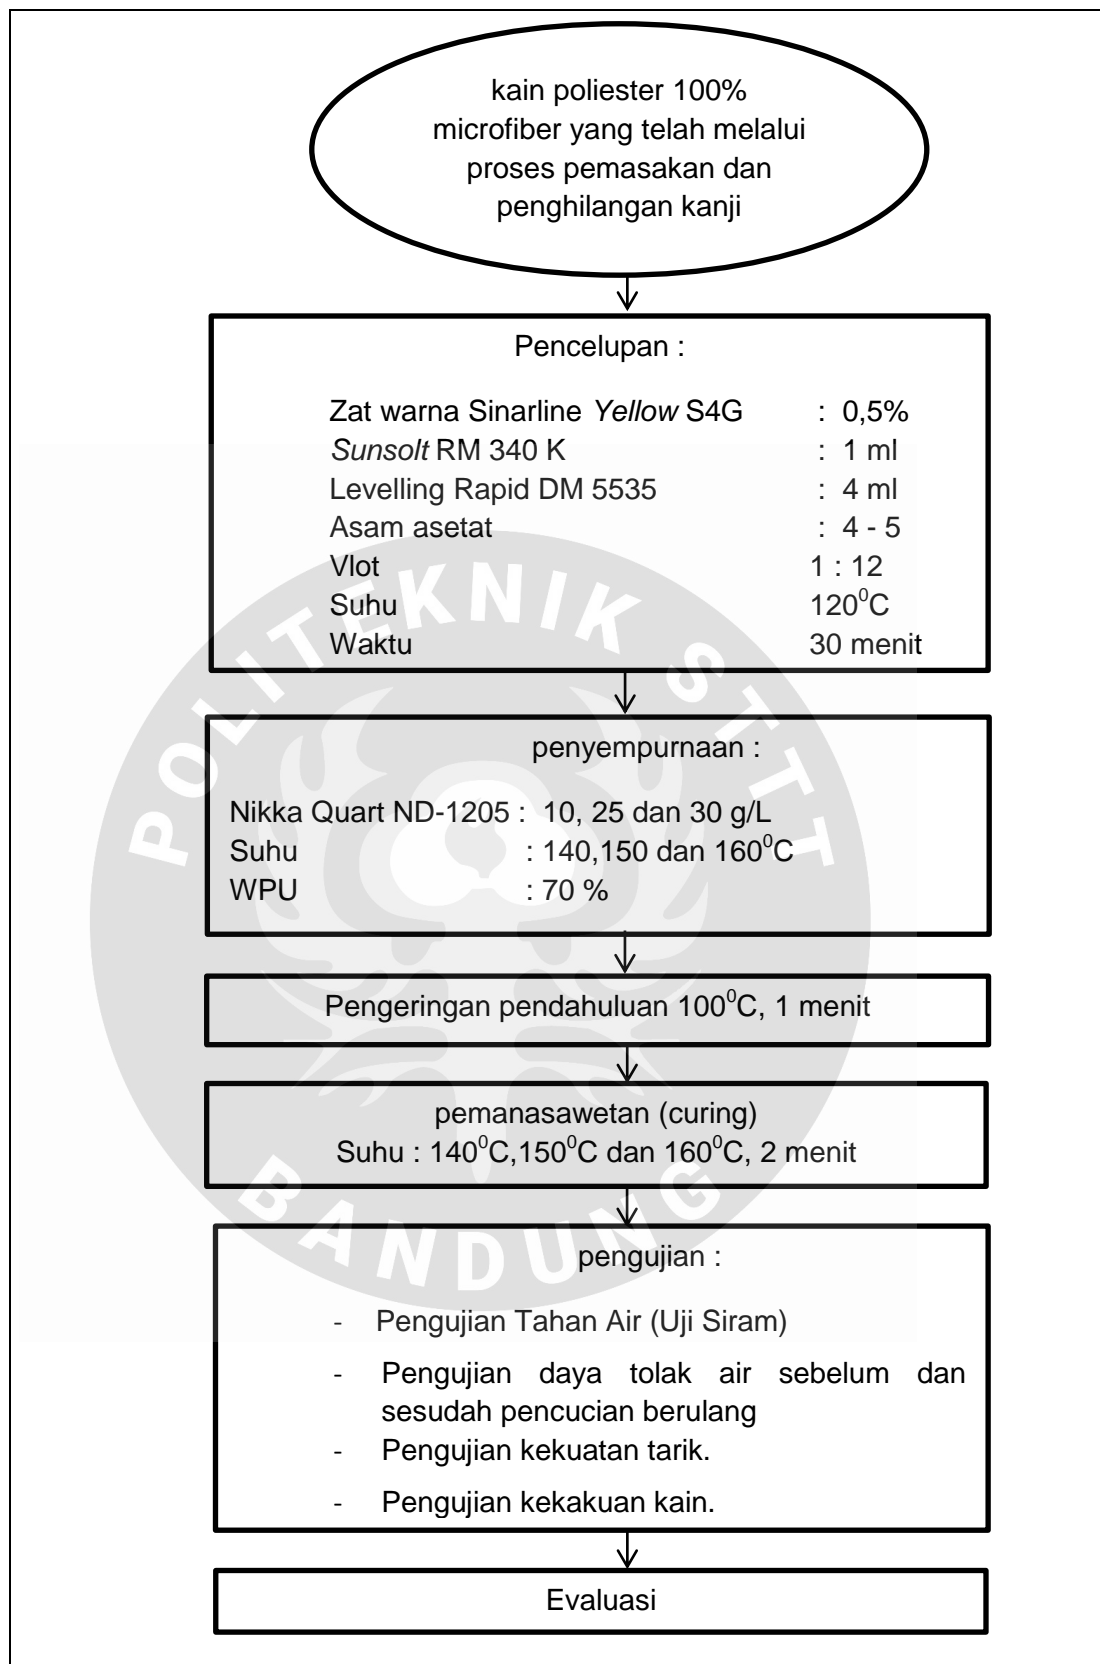 kain poliester 100%
microfiber yang telah melalui
proses pemasakan dan
penghilangan kanji
Pencelupan :
Zat warna Sinarline Yellow S4G : 0,5%
Sunsolt RM 340 K : 1 ml
Levelling Rapid DM 5535 : 4 ml
Asam asetat : 4 - 5
Vlot 1 : 12
Suhu 120⁰C
Waktu 30 menit
penyempurnaan :
Nikka Quart ND-1205 : 10, 25 dan 30 g/L
Suhu : 140,150 dan 160⁰C
WPU : 70 %
Pengeringan pendahuluan 100⁰C, 1 menit
pemanasawetan (curing)
Suhu : 140⁰C,150⁰C dan 160⁰C, 2 menit
pengujian :
- Pengujian Tahan Air (Uji Siram)
- Pengujian daya tolak air sebelum dan
sesudah pencucian berulang
- Pengujian kekuatan tarik.
- Pengujian kekakuan kain.
Evaluasi
POLITEKNIK STTT
BANDUNG